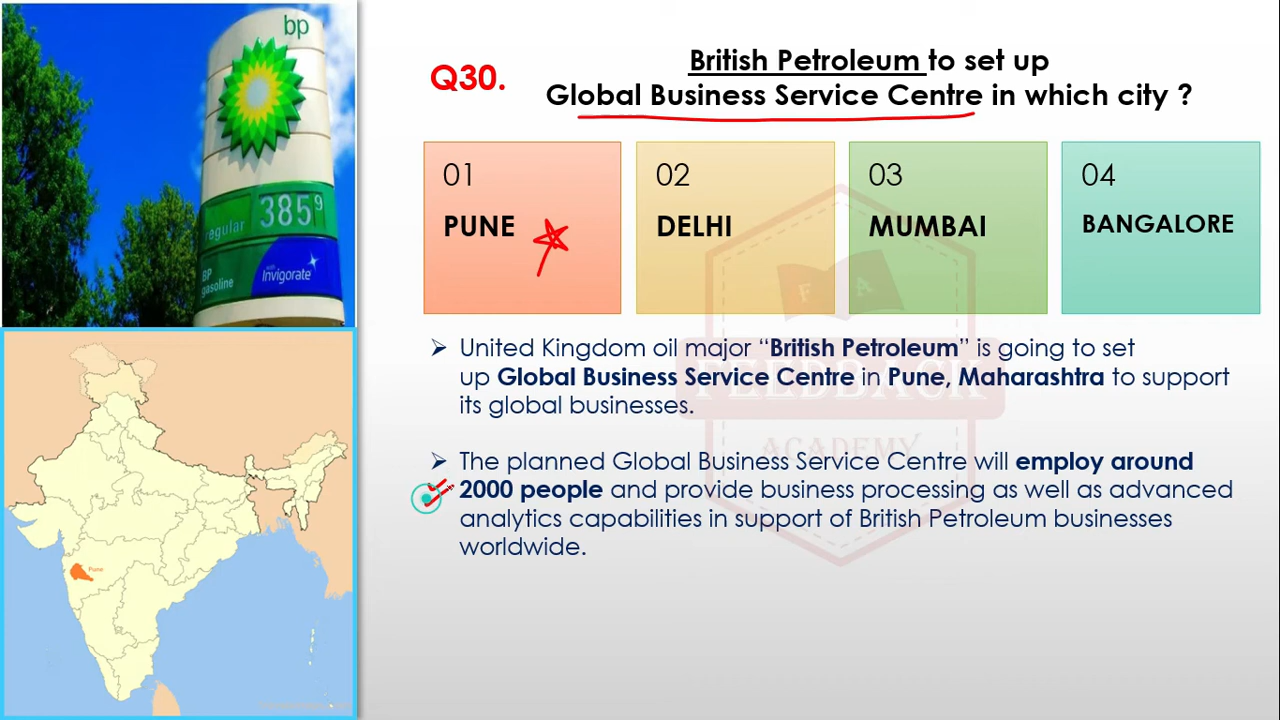 bp
385⁹
regular
BP
gasoline
with
Invigorate
Pune
Q30.
British Petroleum to set up
Global Business Service Centre in which city ?
01
PUNE
02
DELHI
03
MUMBAI
04
BANGALORE
F A
FEEDBACK
ACADEMY
➢ United Kingdom oil major “British Petroleum” is going to set
up Global Business Service Centre in Pune, Maharashtra to support
its global businesses.
➢ The planned Global Business Service Centre will employ around
2000 people and provide business processing as well as advanced
analytics capabilities in support of British Petroleum businesses
worldwide.